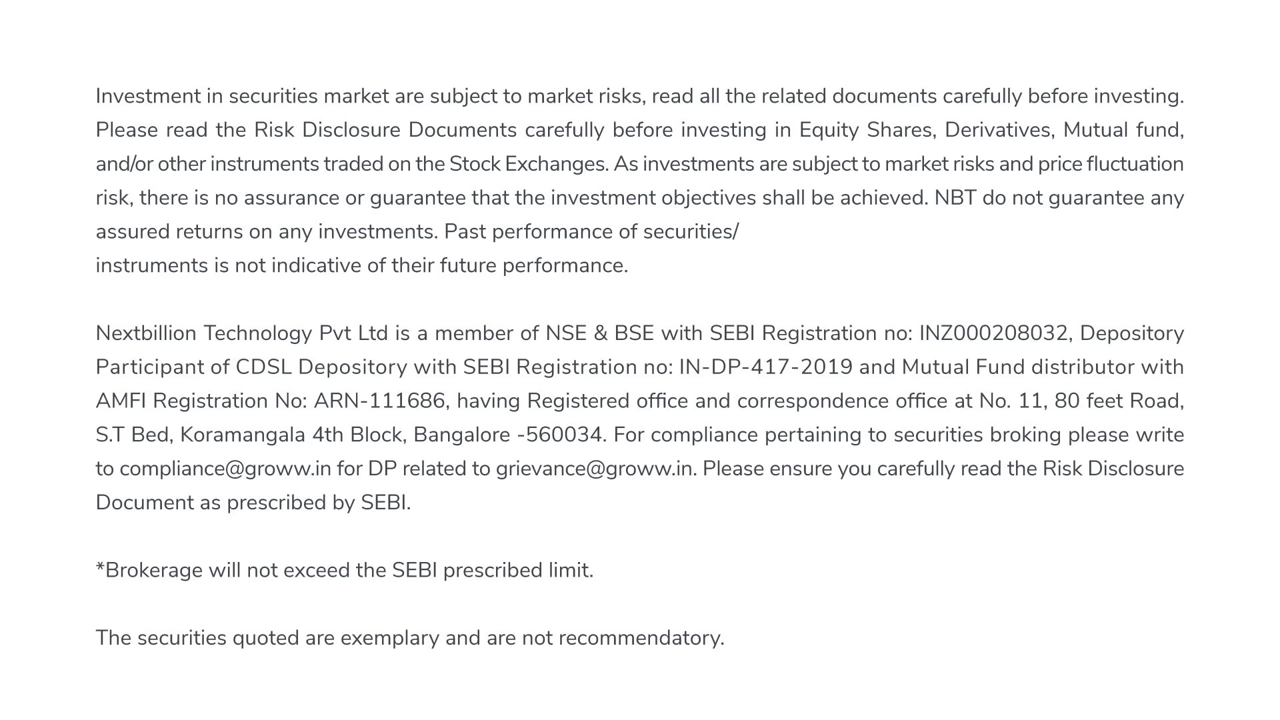 Investment in securities market are subject to market risks, read all the related documents carefully before investing.
Please read the Risk Disclosure Documents carefully before investing in Equity Shares, Derivatives, Mutual fund,
and/or other instruments traded on the Stock Exchanges. As investments are subject to market risks and price fluctuation
risk, there is no assurance or guarantee that the investment objectives shall be achieved. NBT do not guarantee any
assured returns on any investments. Past performance of securities/
instruments is not indicative of their future performance.
Nextbillion Technology Pvt Ltd is a member of NSE & BSE with SEBI Registration no: INZ000208032, Depository
Participant of CDSL Depository with SEBI Registration no: IN-DP-417-2019 and Mutual Fund distributor with
AMFI Registration No: ARN-111686, having Registered office and correspondence office at No. 11, 80 feet Road,
S.T Bed, Koramangala 4th Block, Bangalore -560034. For compliance pertaining to securities broking please write
to compliance@groww.in for DP related to grievance@groww.in. Please ensure you carefully read the Risk Disclosure
Document as prescribed by SEBI.
*Brokerage will not exceed the SEBI prescribed limit.
The securities quoted are exemplary and are not recommendatory.